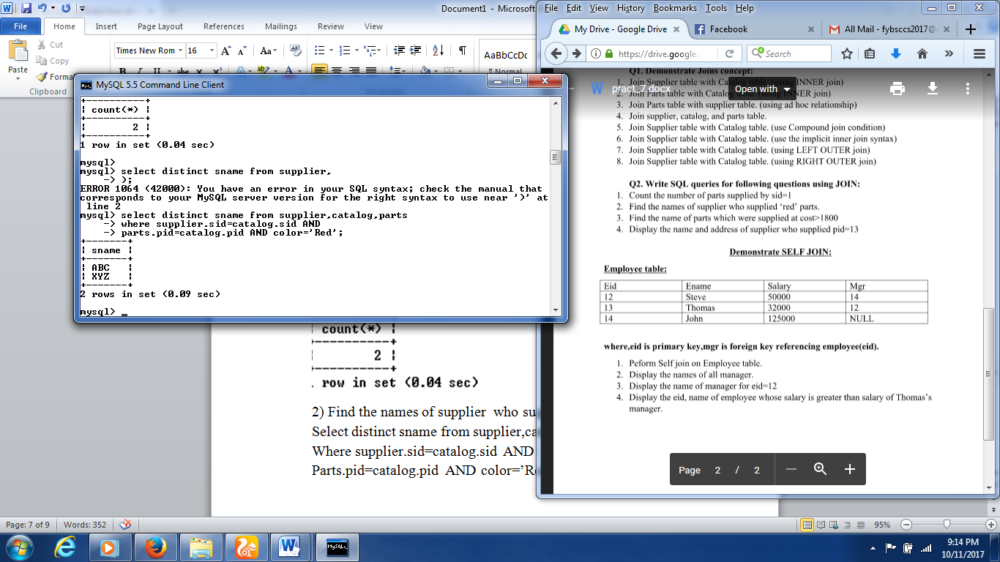 Document1 - Microsoft
File
Home
Insert
Page Layout
References
Mailings
Review
View
Paste
Cut
Copy
Forma
Clipboard
Times New Rom
16
AaBbCcDc
¶ Normal
MySQL 5.5 Command Line Client
+----------+
| count(*) |
+----------+
|        2 |
+----------+
1 row in set (0.04 sec)
mysql>
mysql> select distinct sname from supplier,
    -> );
ERROR 1064 (42000): You have an error in your SQL syntax; check the manual that
corresponds to your MySQL server version for the right syntax to use near ')' at
 line 2
mysql> select distinct sname from supplier,catalog,parts
    -> where supplier.sid=catalog.sid AND
    -> parts.pid=catalog.pid AND color='Red';
+-------+
| sname |
+-------+
| ABC   |
| XYZ   |
+-------+
2 rows in set (0.09 sec)
mysql> _
count(*) |
----------+
2 |
----------+
. row in set (0.04 sec)
2) Find the names of supplier who su
Select distinct sname from supplier,ca
Where supplier.sid=catalog.sid AND
Parts.pid=catalog.pid AND color=’Re
File Edit View History Bookmarks Tools Help
My Drive - Google Drive
Facebook
All Mail - fybsccs2017@
https://drive.google.
Search
pract_7.docx
Open with
Q1. Demonstrate Joins concept:
1. Join Supplier table with Catalog table. (using INNER join)
2. Join Parts table with Catalog table. (using INNER join)
3. Join Parts table with supplier table. (using ad hoc relationship)
4. Join supplier, catalog, and parts table.
5. Join Supplier table with Catalog table. (use Compound join condition)
6. Join Supplier table with Catalog table. (use the implicit inner join syntax)
7. Join Supplier table with Catalog table. (using LEFT OUTER join)
8. Join Supplier table with Catalog table. (using RIGHT OUTER join)
Q2. Write SQL queries for following questions using JOIN:
1. Count the number of parts supplied by sid=1
2. Find the names of supplier who supplied ‘red’ parts.
3. Find the name of parts which were supplied at cost>1800
4. Display the name and address of supplier who supplied pid=13
Demonstrate SELF JOIN:
Employee table:
Eid Ename Salary Mgr
12 Steve 50000 14
13 Thomas 32000 12
14 John 125000 NULL
where,eid is primary key,mgr is foreign key referencing employee(eid).
1. Peform Self join on Employee table.
2. Display the names of all manager.
3. Display the name of manager for eid=12
4. Display the eid, name of employee whose salary is greater than salary of Thomas’s
manager.
Page 2 / 2
Page: 7 of 9
Words: 352
95%
9:14 PM
10/11/2017